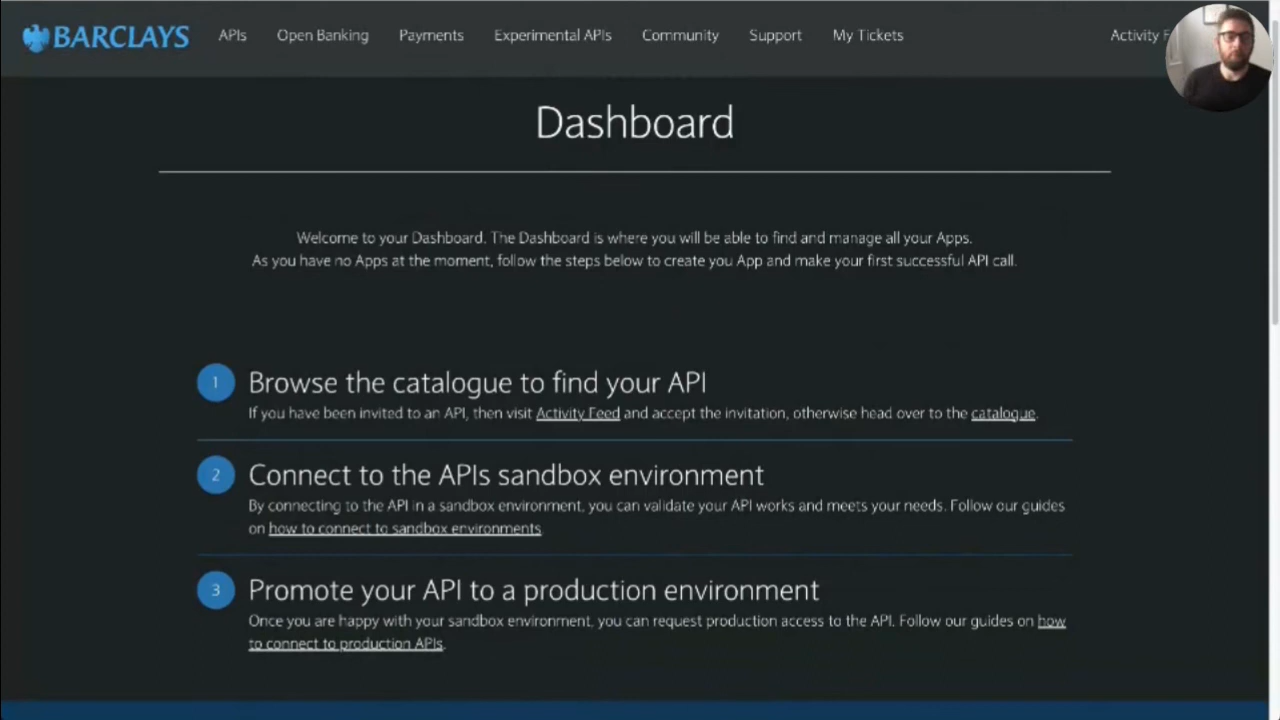 BARCLAYS APIs Open Banking Payments Experimental APIs Community Support My Tickets Activity
Dashboard
Welcome to your Dashboard. The Dashboard is where you will be able to find and manage all your Apps.
As you have no Apps at the moment, follow the steps below to create you App and make your first successful API call.
1 Browse the catalogue to find your API
If you have been invited to an API, then visit Activity Feed and accept the invitation, otherwise head over to the catalogue.
2 Connect to the APIs sandbox environment
By connecting to the API in a sandbox environment, you can validate your API works and meets your needs. Follow our guides
on how to connect to sandbox environments.
3 Promote your API to a production environment
Once you are happy with your sandbox environment, you can request production access to the API. Follow our guides on how
to connect to production APIs.